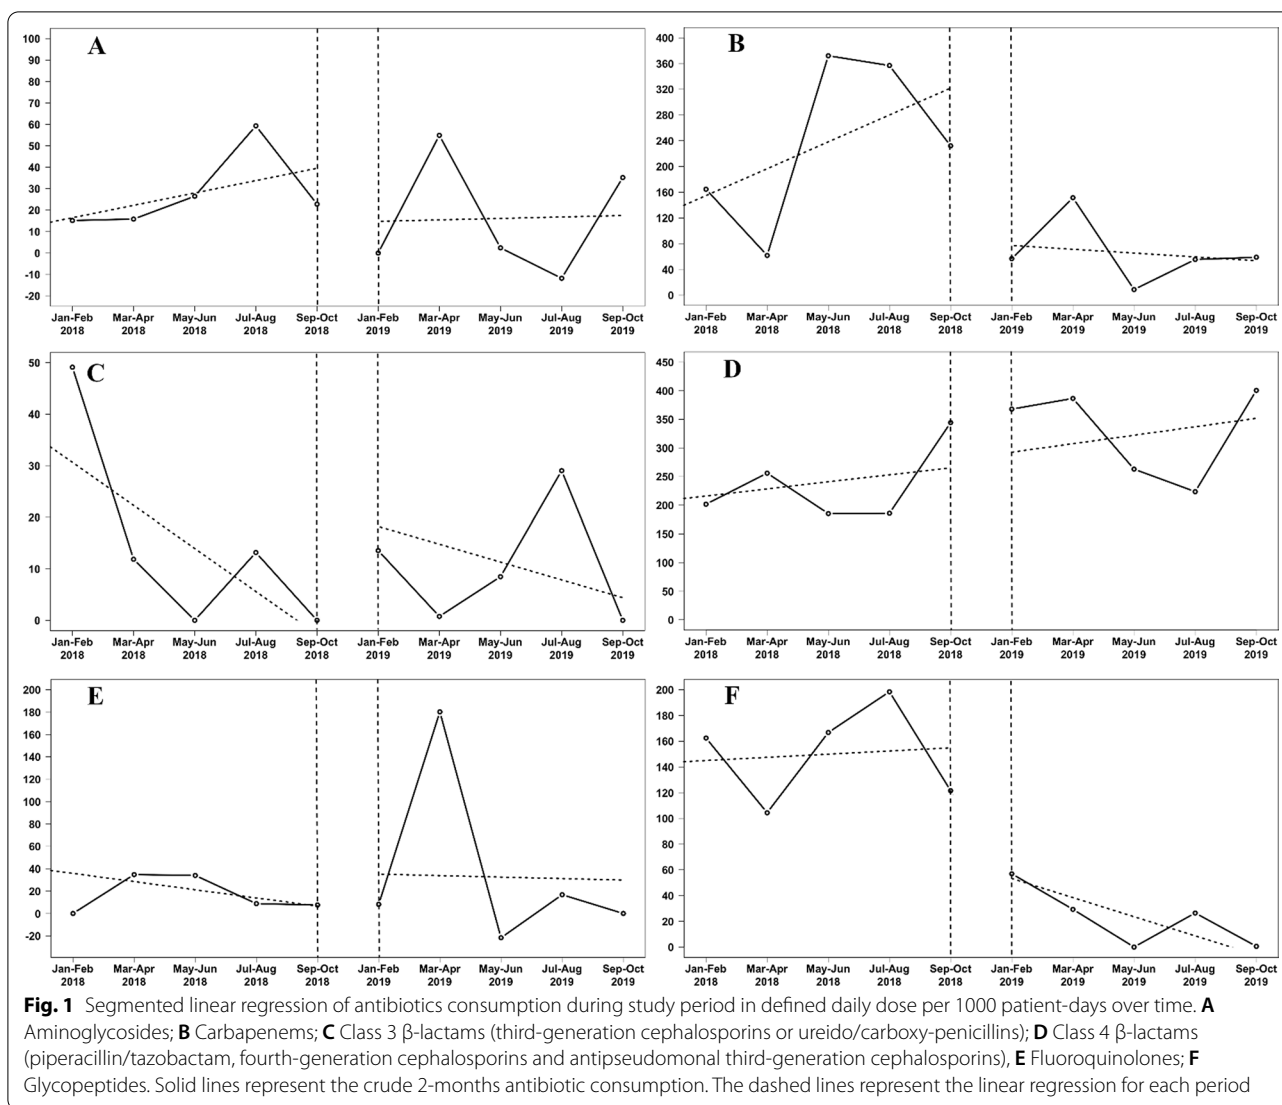 A
100
90
80
70
60
50
40
30
20
10
0
-10
-20
Jan-Feb Mar-Apr May-Jun Jul-Aug Sep-Oct Jan-Feb Mar-Apr May-Jun Jul-Aug Sep-Oct
2018 2018 2018 2018 2018 2019 2019 2019 2019 2019
B
400
360
320
280
240
200
160
120
80
40
0
Jan-Feb Mar-Apr May-Jun Jul-Aug Sep-Oct Jan-Feb Mar-Apr May-Jun Jul-Aug Sep-Oct
2018 2018 2018 2018 2018 2019 2019 2019 2019 2019
C
50
40
30
20
10
0
Jan-Feb Mar-Apr May-Jun Jul-Aug Sep-Oct Jan-Feb Mar-Apr May-Jun Jul-Aug Sep-Oct
2018 2018 2018 2018 2018 2019 2019 2019 2019 2019
D
450
400
350
300
250
200
150
100
50
0
Jan-Feb Mar-Apr May-Jun Jul-Aug Sep-Oct Jan-Feb Mar-Apr May-Jun Jul-Aug Sep-Oct
2018 2018 2018 2018 2018 2019 2019 2019 2019 2019
E
200
180
160
140
120
100
80
60
40
20
0
-20
Jan-Feb Mar-Apr May-Jun Jul-Aug Sep-Oct Jan-Feb Mar-Apr May-Jun Jul-Aug Sep-Oct
2018 2018 2018 2018 2018 2019 2019 2019 2019 2019
F
200
180
160
140
120
100
80
60
40
20
0
Jan-Feb Mar-Apr May-Jun Jul-Aug Sep-Oct Jan-Feb Mar-Apr May-Jun Jul-Aug Sep-Oct
2018 2018 2018 2018 2018 2019 2019 2019 2019 2019
Fig. 1 Segmented linear regression of antibiotics consumption during study period in defined daily dose per 1000 patient-days over time. A
Aminoglycosides; B Carbapenems; C Class 3 β-lactams (third-generation cephalosporins or ureido/carboxy-penicillins); D Class 4 β-lactams
(piperacillin/tazobactam, fourth-generation cephalosporins and antipseudomonal third-generation cephalosporins), E Fluoroquinolones; F
Glycopeptides. Solid lines represent the crude 2-months antibiotic consumption. The dashed lines represent the linear regression for each period